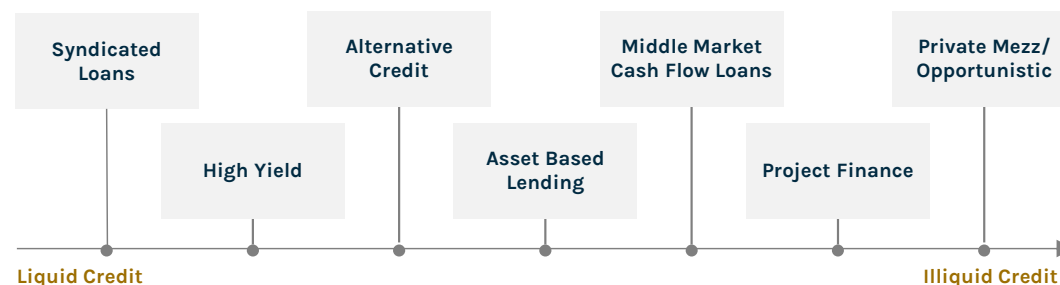 Syndicated
Loans
Alternative
Credit
Middle Market
Cash Flow Loans
Private Mezz/
Opportunistic
High Yield
Asset Based
Lending
Project Finance
Liquid Credit
Illiquid Credit